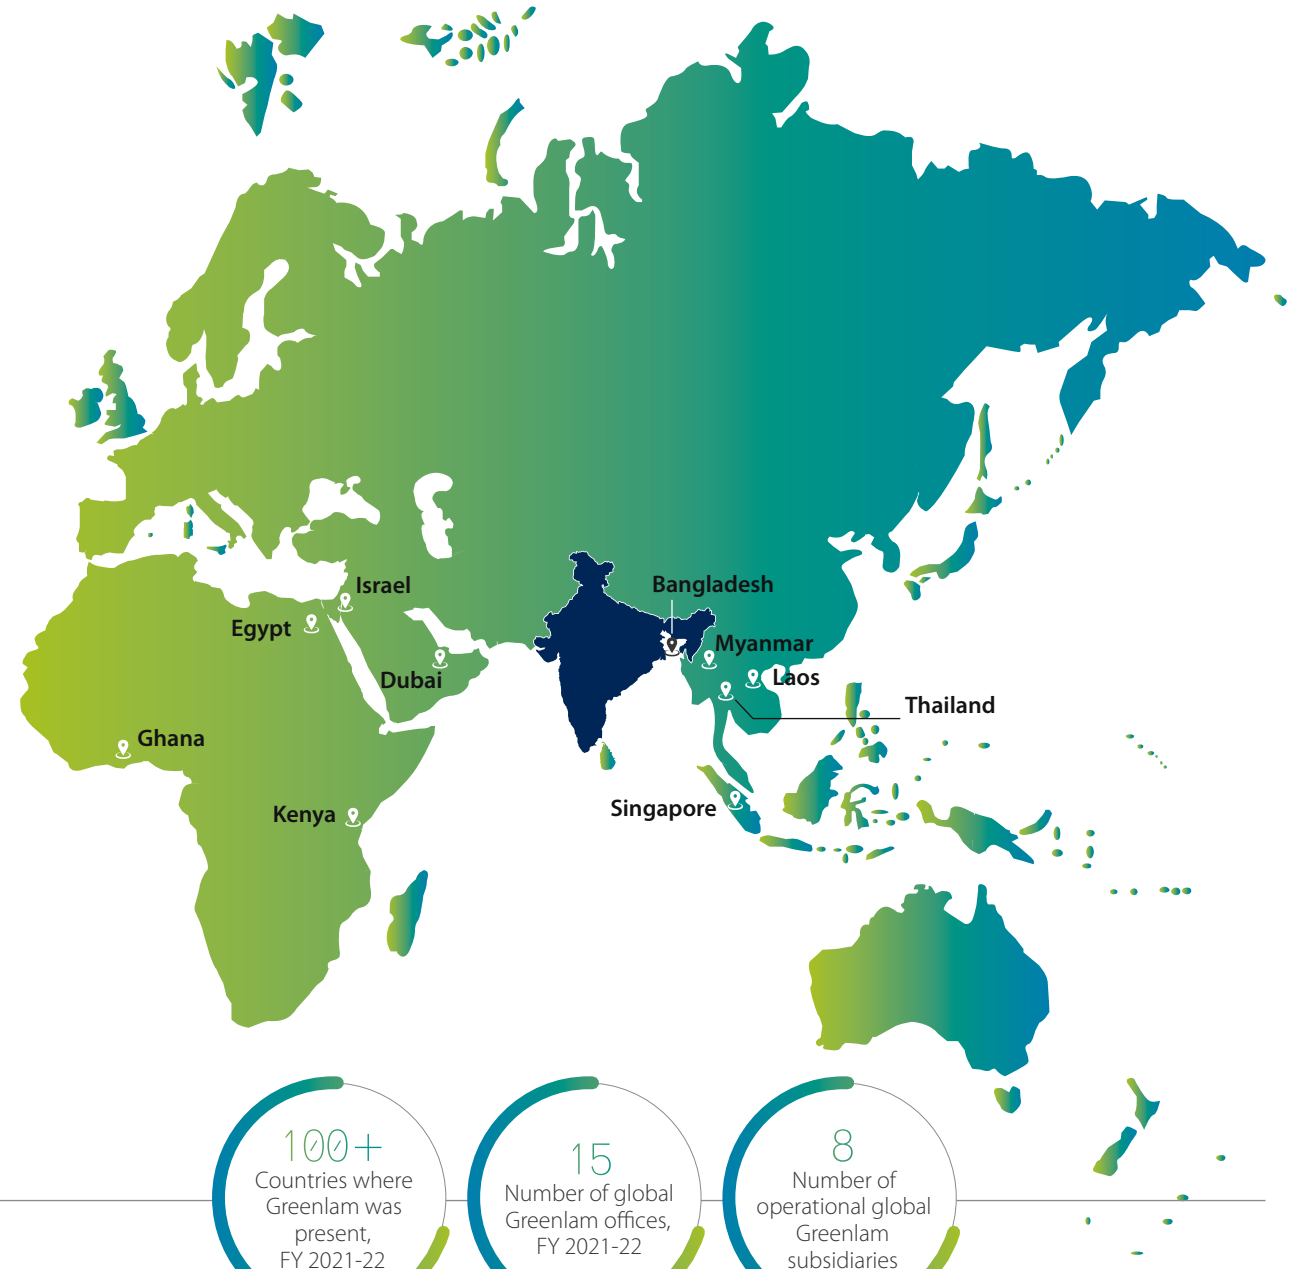 Israel
Bangladesh
Egypt
Myanmar
Dubai
Laos
Thailand
Ghana
Singapore
Kenya
100+
Countries where
Greenlam was
present,
FY 2021-22
15
Number of global
Greenlam offices,
FY 2021-22
8
Number of
operational global
Greenlam
subsidiaries